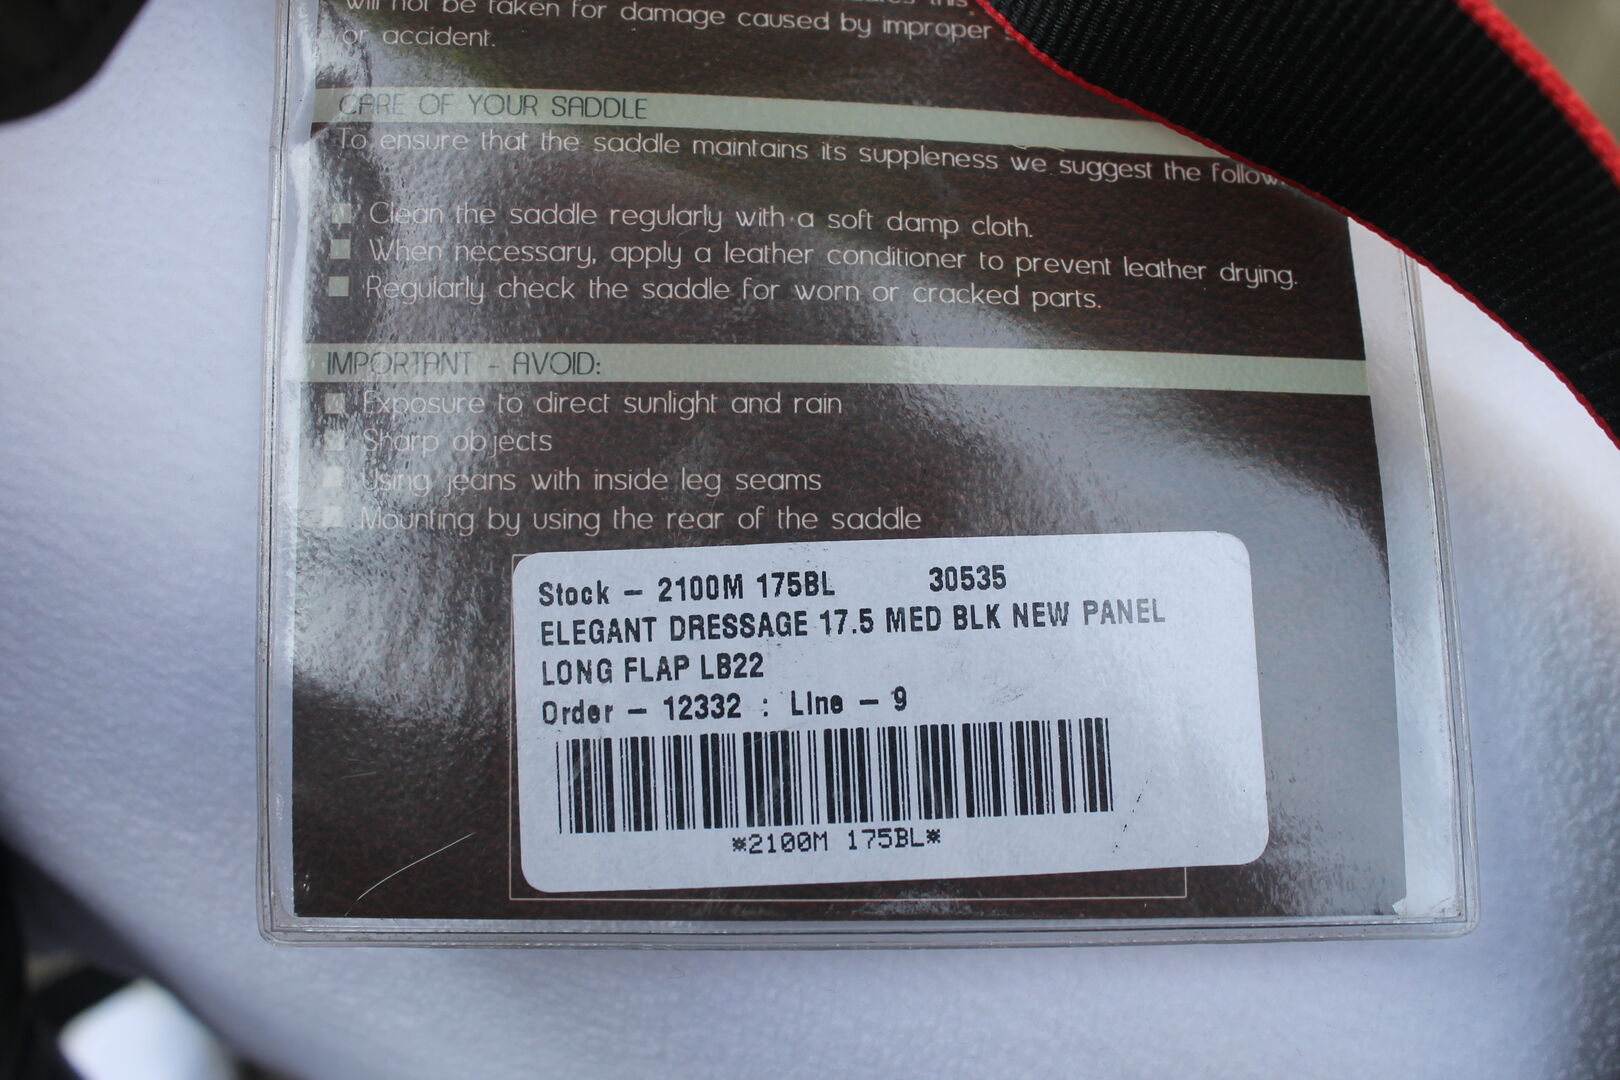 will not be taken for damage caused by improper
or accident.
CARE OF YOUR SADDLE
To ensure that the saddle maintains its suppleness we suggest the
Clean the saddle regularly with a soft damp cloth.
When necessary, apply a leather conditioner to prevent leather drying.
Regularly check the saddle for worn or cracked parts.
IMPORTANT - AVOID:
Exposure to direct sunlight and rain
Sharp objects
Using jeans with inside leg seams
Mounting by using the rear of the saddle
Stock - 2100M 175BL 30535
ELEGANT DRESSAGE 17.5 MED BLK NEW PANEL
LONG FLAP LB22
Order - 12332 : Line - 9
*2100M 175BL*